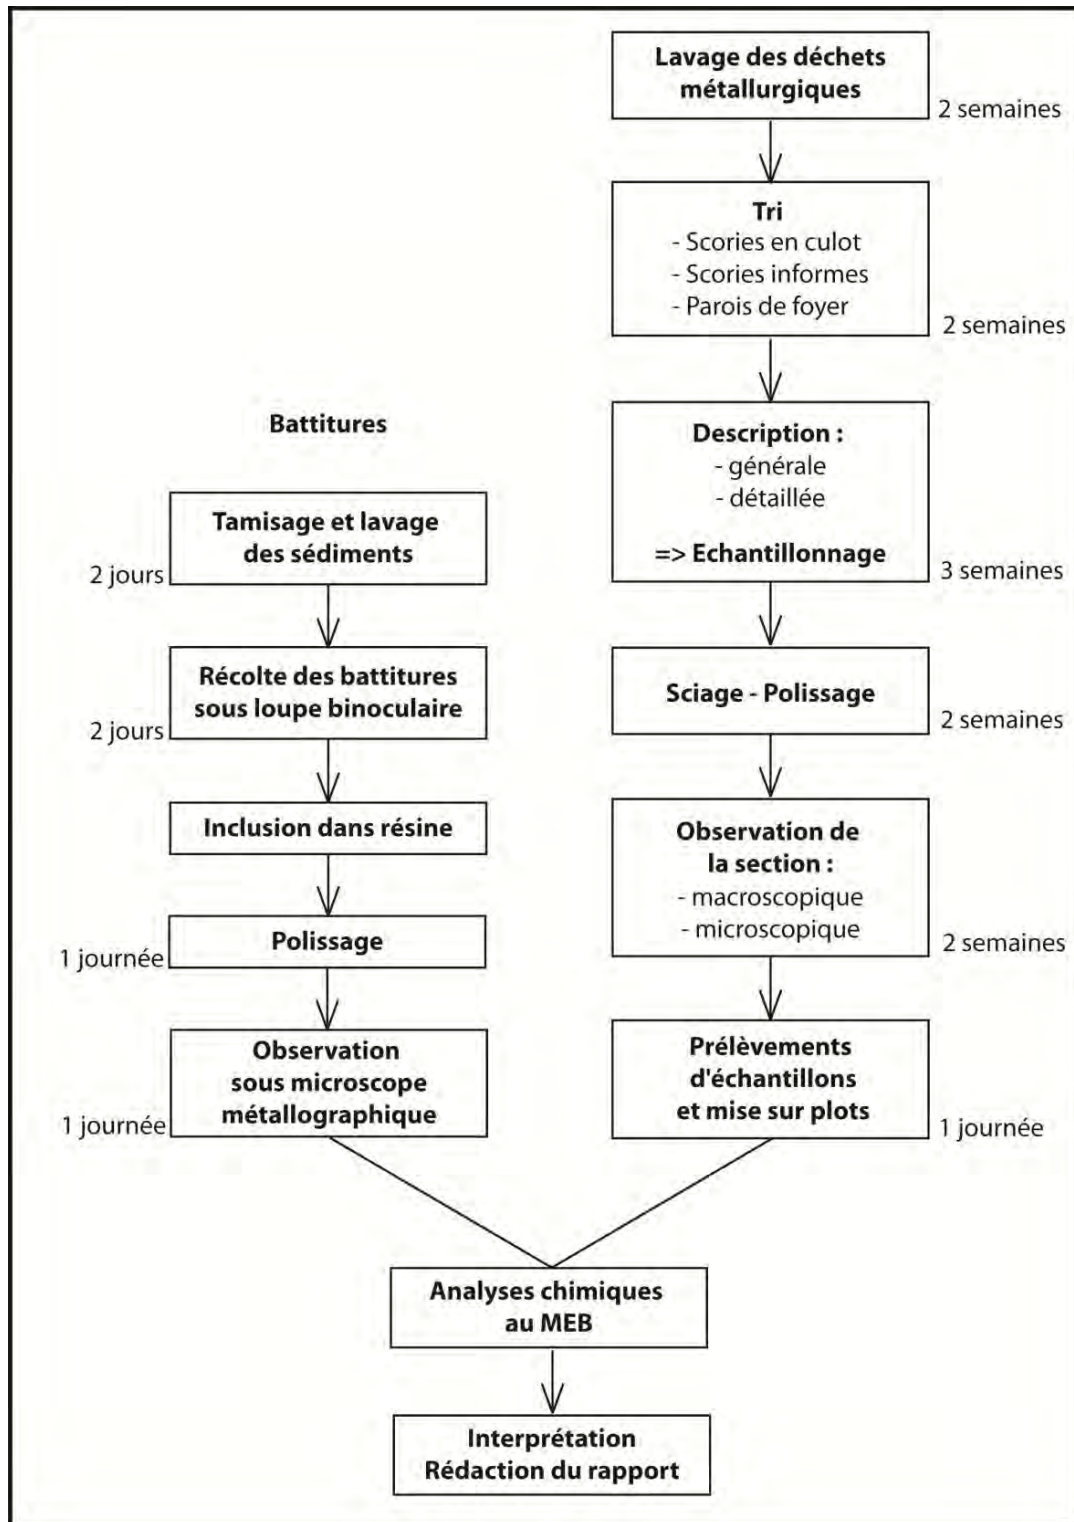 Lavage des déchets
métallurgiques
2 semaines
Tri
- Scories en culot
- Scories informes
- Parois de foyer
2 semaines
Description :
- générale
- détaillée
=> Echantillonnage
3 semaines
Sciage - Polissage
2 semaines
Observation de
la section :
- macroscopique
- microscopique
2 semaines
Prélèvements
d'échantillons
et mise sur plots
1 journée
Battitures
Tamisage et lavage
des sédiments
2 jours
Récolte des battitures
sous loupe binoculaire
2 jours
Inclusion dans résine
Polissage
1 journée
Observation
sous microscope
métallographique
1 journée
Analyses chimiques
au MEB
Interprétation
Rédaction du rapport